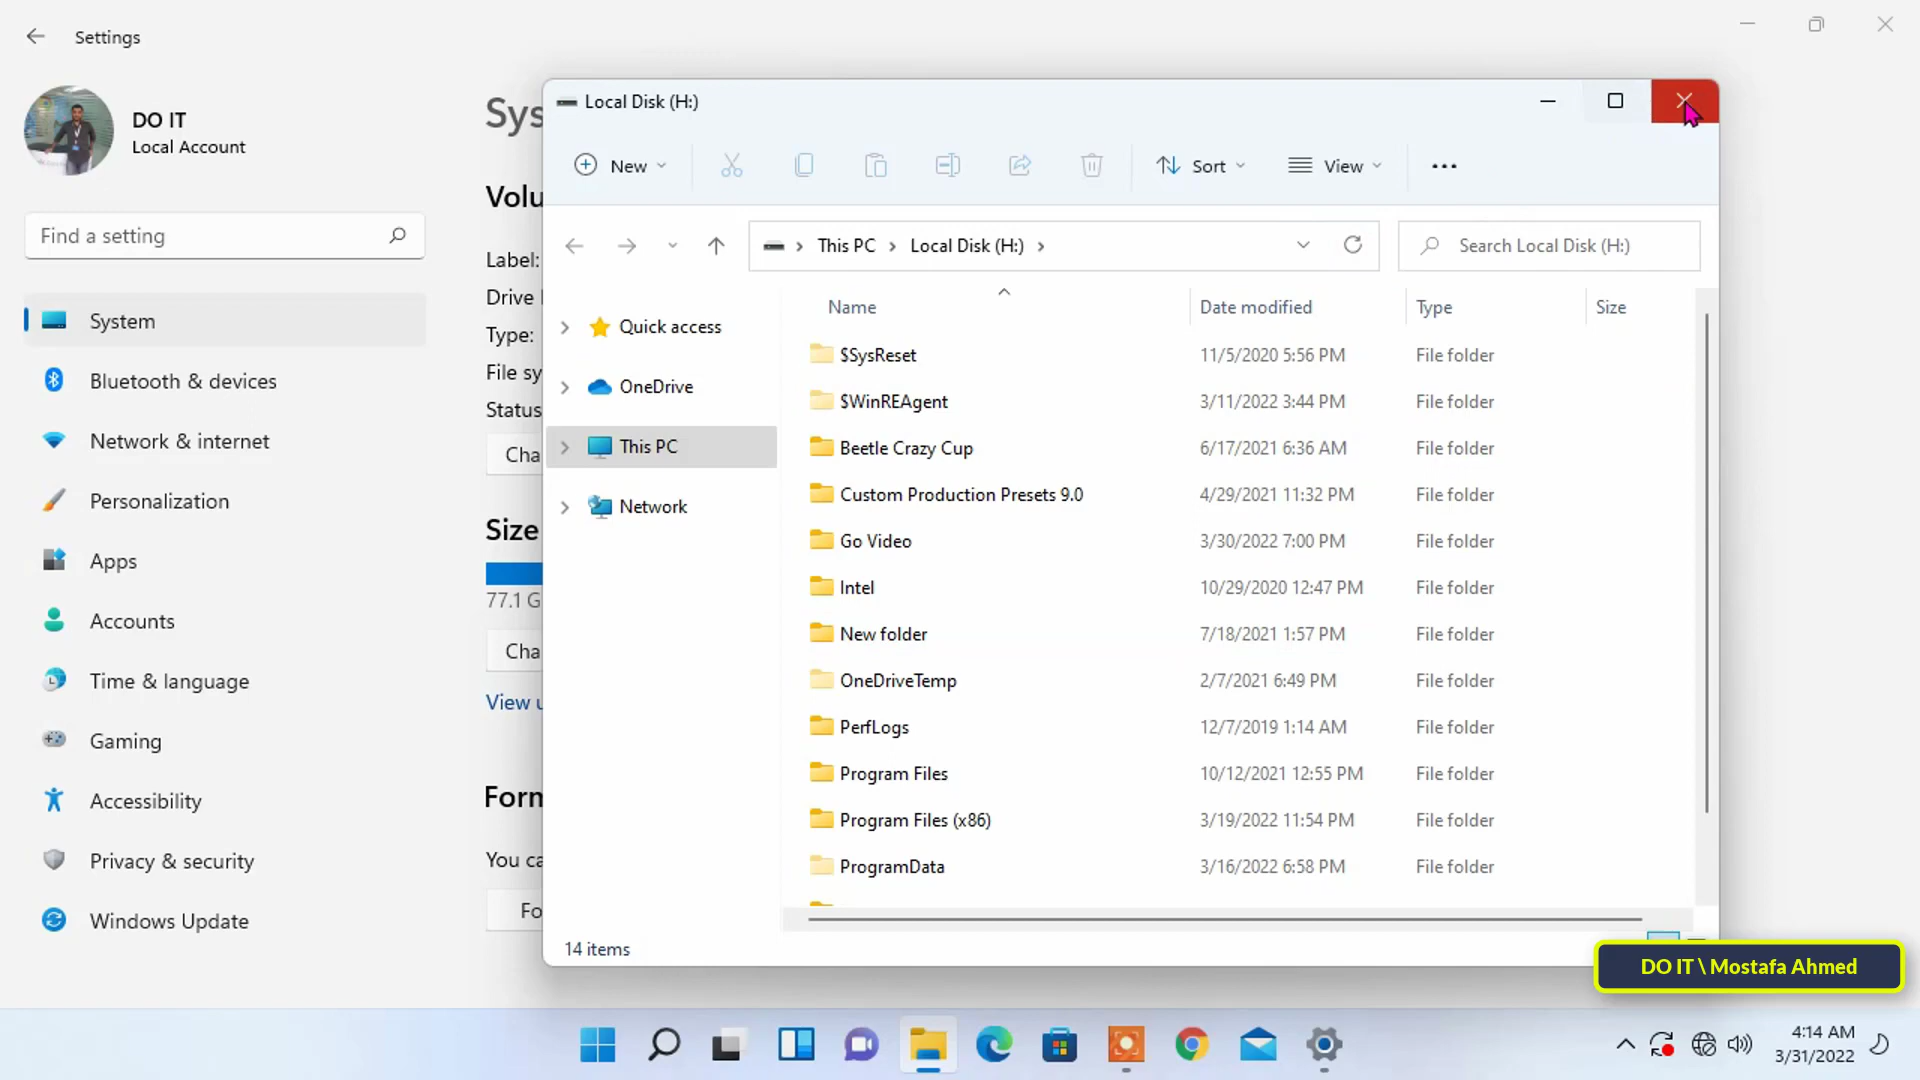 Settings
DO IT
Local Account
Find a setting
System
Bluetooth & devices
Network & internet
Personalization
Apps
Accounts
Time & language
Gaming
Accessibility
Privacy & security
Windows Update
Sys
Volu
Label:
Drive
Type:
File sy
Status
Cha
Size
77.1 G
Cha
View u
Form
You ca
Fo
Local Disk (H:)
New
Sort
View
This PC
Local Disk (H:)
Search Local Disk (H:)
Quick access
OneDrive
This PC
Network
Name Date modified Type Size
$SysReset 11/5/2020 5:56 PM File folder
$WinREAgent 3/11/2022 3:44 PM File folder
Beetle Crazy Cup 6/17/2021 6:36 AM File folder
Custom Production Presets 9.0 4/29/2021 11:32 PM File folder
Go Video 3/30/2022 7:00 PM File folder
Intel 10/29/2020 12:47 PM File folder
New folder 7/18/2021 1:57 PM File folder
OneDriveTemp 2/7/2021 6:49 PM File folder
PerfLogs 12/7/2019 1:14 AM File folder
Program Files 10/12/2021 12:55 PM File folder
Program Files (x86) 3/19/2022 11:54 PM File folder
ProgramData 3/16/2022 6:58 PM File folder
14 items
DO IT \ Mostafa Ahmed
4:14 AM
3/31/2022